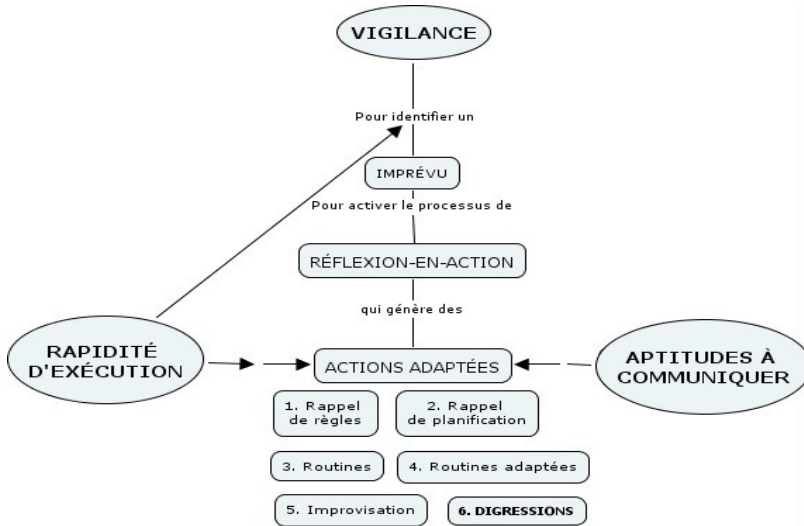 VIGILANCE
Pour identifier un
IMPRÉVU
Pour activer le processus de
RÉFLEXION-EN-ACTION
qui génère des
RAPIDITÉ
D'EXÉCUTION
ACTIONS ADAPTÉES
APTITUDES À
COMMUNIQUER
1. Rappel
de règles
2. Rappel
de planification
3. Routines
4. Routines adaptées
5. Improvisation
6. DIGRESSIONS